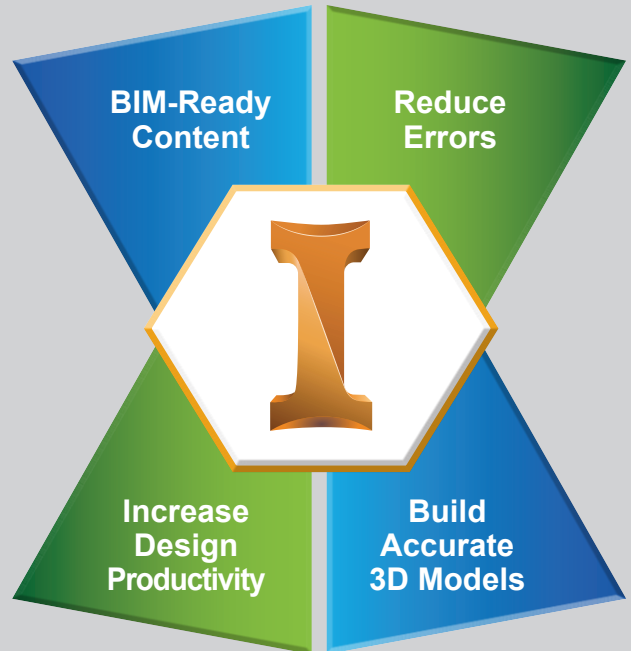 BIM-Ready
Content
Reduce
Errors
I
Increase
Design
Productivity
Build
Accurate
3D Models